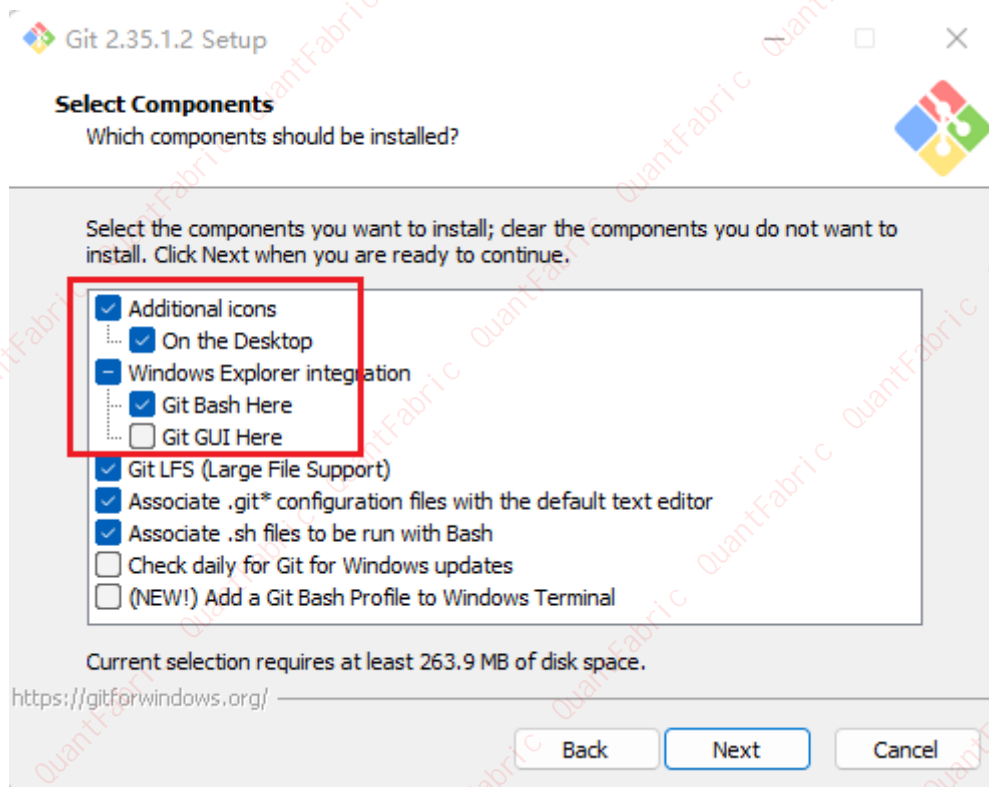 Git 2.35.1.2 Setup
Select Components
Which components should be installed?
Select the components you want to install; clear the components you do not want to
install. Click Next when you are ready to continue.
Additional icons
On the Desktop
Windows Explorer integration
Git Bash Here
Git GUI Here
Git LFS (Large File Support)
Associate .git* configuration files with the default text editor
Associate .sh files to be run with Bash
Check daily for Git for Windows updates
(NEW!) Add a Git Bash Profile to Windows Terminal
Current selection requires at least 263.9 MB of disk space.
https://gitforwindows.org/
Back
Next
Cancel
QuantFabric